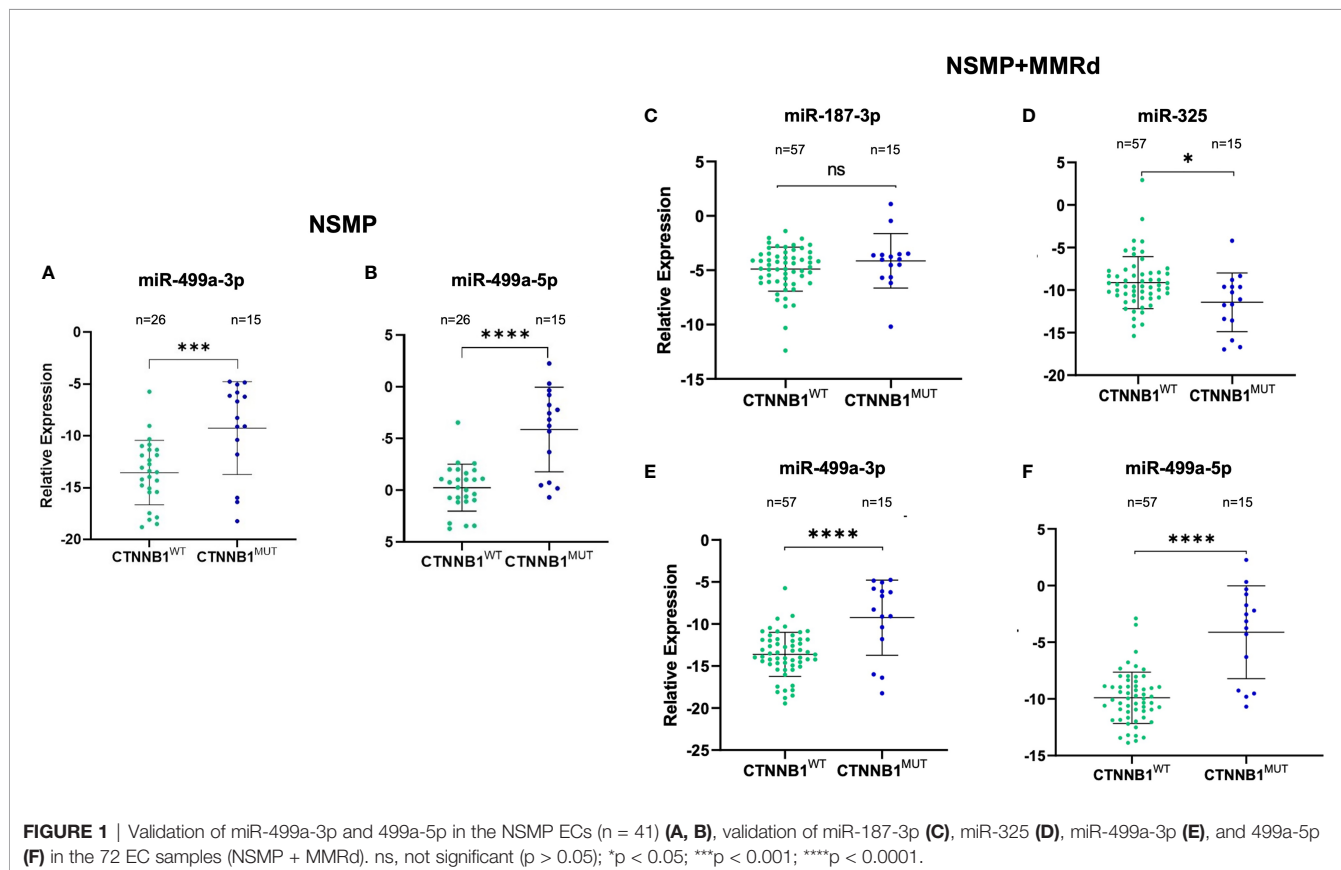 NSMP+MMRd
NSMP
A
miR-499a-3p
n=26 n=15
***
Relative Expression
0
-5
-10
-15
-20
CTNNB1WT CTNNB1MUT
B
miR-499a-5p
n=26 n=15
****
5
0
-5
0
5
CTNNB1WT CTNNB1MUT
C
miR-187-3p
n=57 n=15
ns
Relative Expression
5
0
-5
-10
-15
CTNNB1WT CTNNB1MUT
D
miR-325
n=57 n=15
*
5
0
-5
-10
-15
-20
CTNNB1WT CTNNB1MUT
E
miR-499a-3p
n=57 n=15
****
Relative Expression
0
-5
-10
-15
-20
-25
CTNNB1WT CTNNB1MUT
F
miR-499a-5p
n=57 n=15
****
5
0
-5
-10
-15
CTNNB1WT CTNNB1MUT
FIGURE 1 | Validation of miR-499a-3p and 499a-5p in the NSMP ECs (n = 41) (A, B), validation of miR-187-3p (C), miR-325 (D), miR-499a-3p (E), and 499a-5p
(F) in the 72 EC samples (NSMP + MMRd). ns, not significant (p > 0.05); *p < 0.05; ***p < 0.001; ****p < 0.0001.